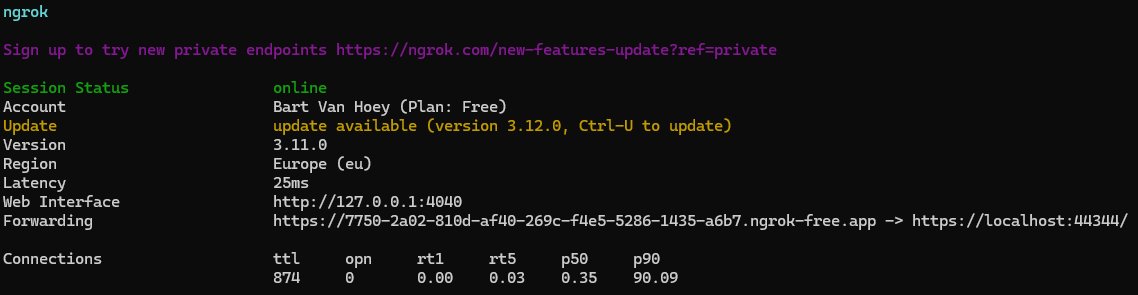 ngrok
Sign up to try new private endpoints https://ngrok.com/new-features-update?ref=private
Session Status online
Account Bart Van Hoey (Plan: Free)
Update update available (version 3.12.0, Ctrl-U to update)
Version 3.11.0
Region Europe (eu)
Latency 25ms
Web Interface http://127.0.0.1:4040
Forwarding https://7750-2a02-810d-af40-269c-f4e5-5286-1435-a6b7.ngrok-free.app -> https://localhost:44344/
Connections ttl opn rt1 rt5 p50 p90
874 0 0.00 0.03 0.35 90.09